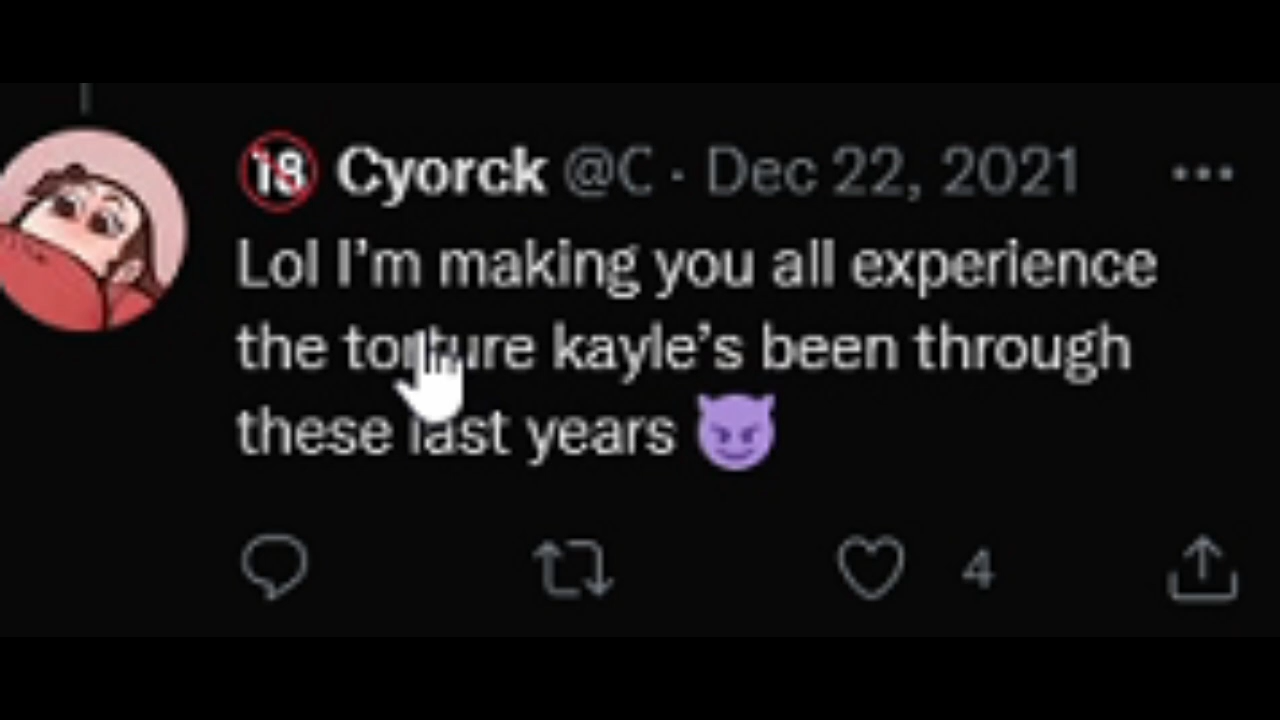 🔞 Cyorck @C · Dec 22, 2021
Lol I'm making you all experience
the torture kayle's been through
these last years 😈
4